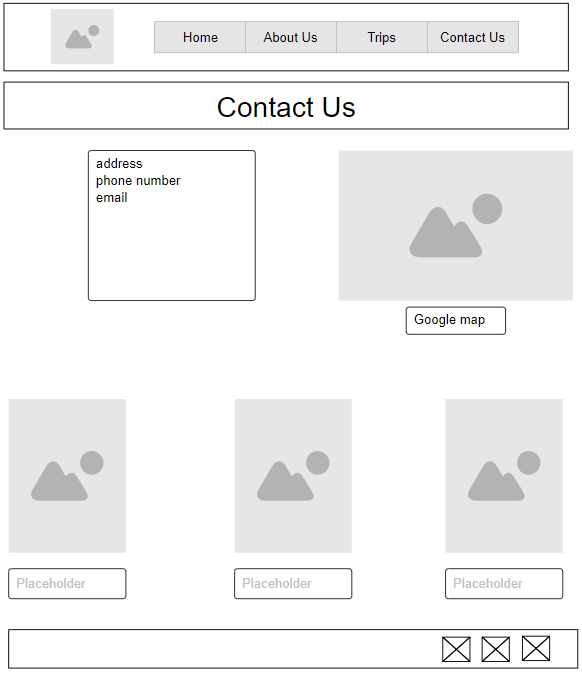 Home About Us Trips Contact Us
Contact Us
address
phone number
email
Google map
Placeholder Placeholder Placeholder